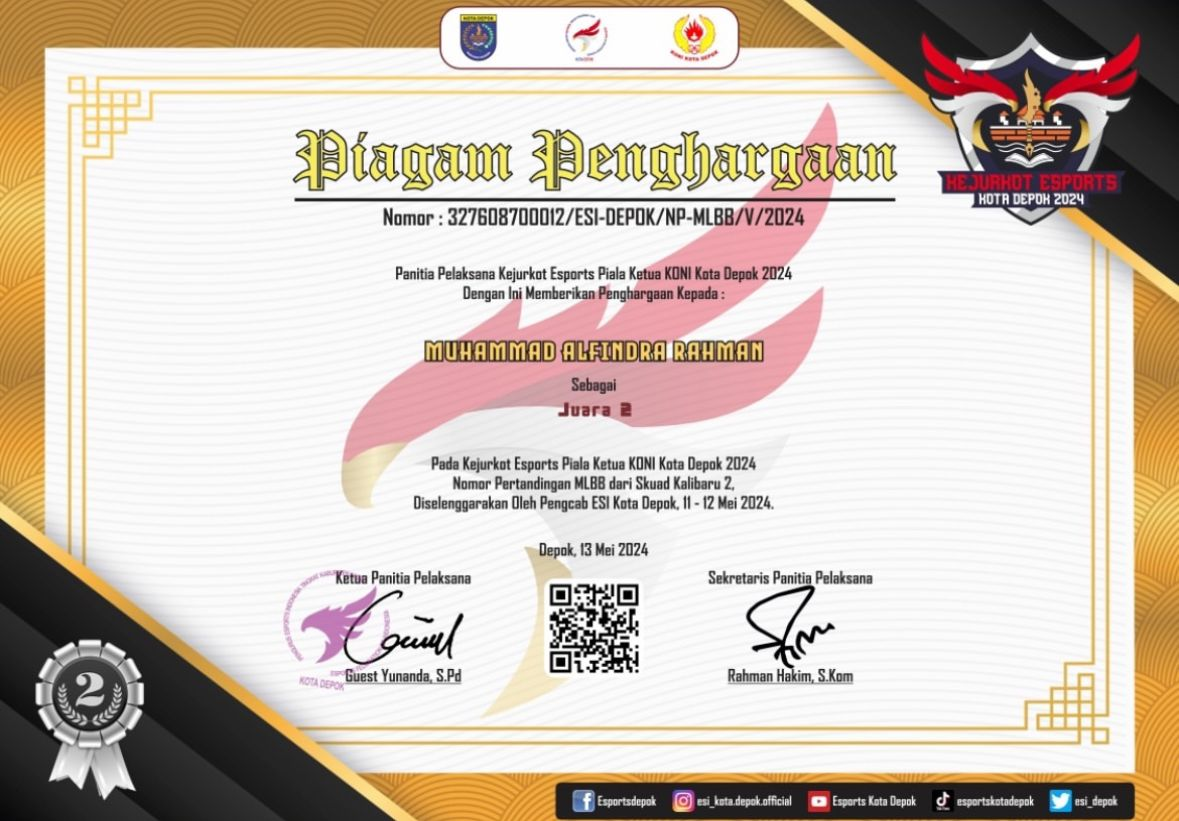 KOTA DEPOK
KOTA DEPOK
KONI KOTA DEPOK
KEJURKOT ESPORTS
KOTA DEPOK 2024
Piagam Penghargaan
Nomor : 327608700012/ESI-DEPOK/NP-MLBB/V/2024
Panitia Pelaksana Kejurkot Esports Piala Ketua KONI Kota Depok 2024
Dengan Ini Memberikan Penghargaan Kepada :
MUHAMMAD ALFINDRA RAHMAN
Sebagai
Juara 2
Pada Kejurkot Esports Piala Ketua KONI Kota Depok 2024
Nomor Pertandingan MLBB dari Skuad Kalibaru 2,
Diselenggarakan Oleh Pengcab ESI Kota Depok, 11 - 12 Mei 2024.
Depok, 13 Mei 2024
Ketua Panitia Pelaksana
Sekretaris Panitia Pelaksana
KOTA DEPOK
Guest Yunanda, S.Pd
Rahman Hakim, S.Kom
2
Esportsdepok
esi_kota.depok.official
Esports Kota Depok
esportskotadepok
esi_depok